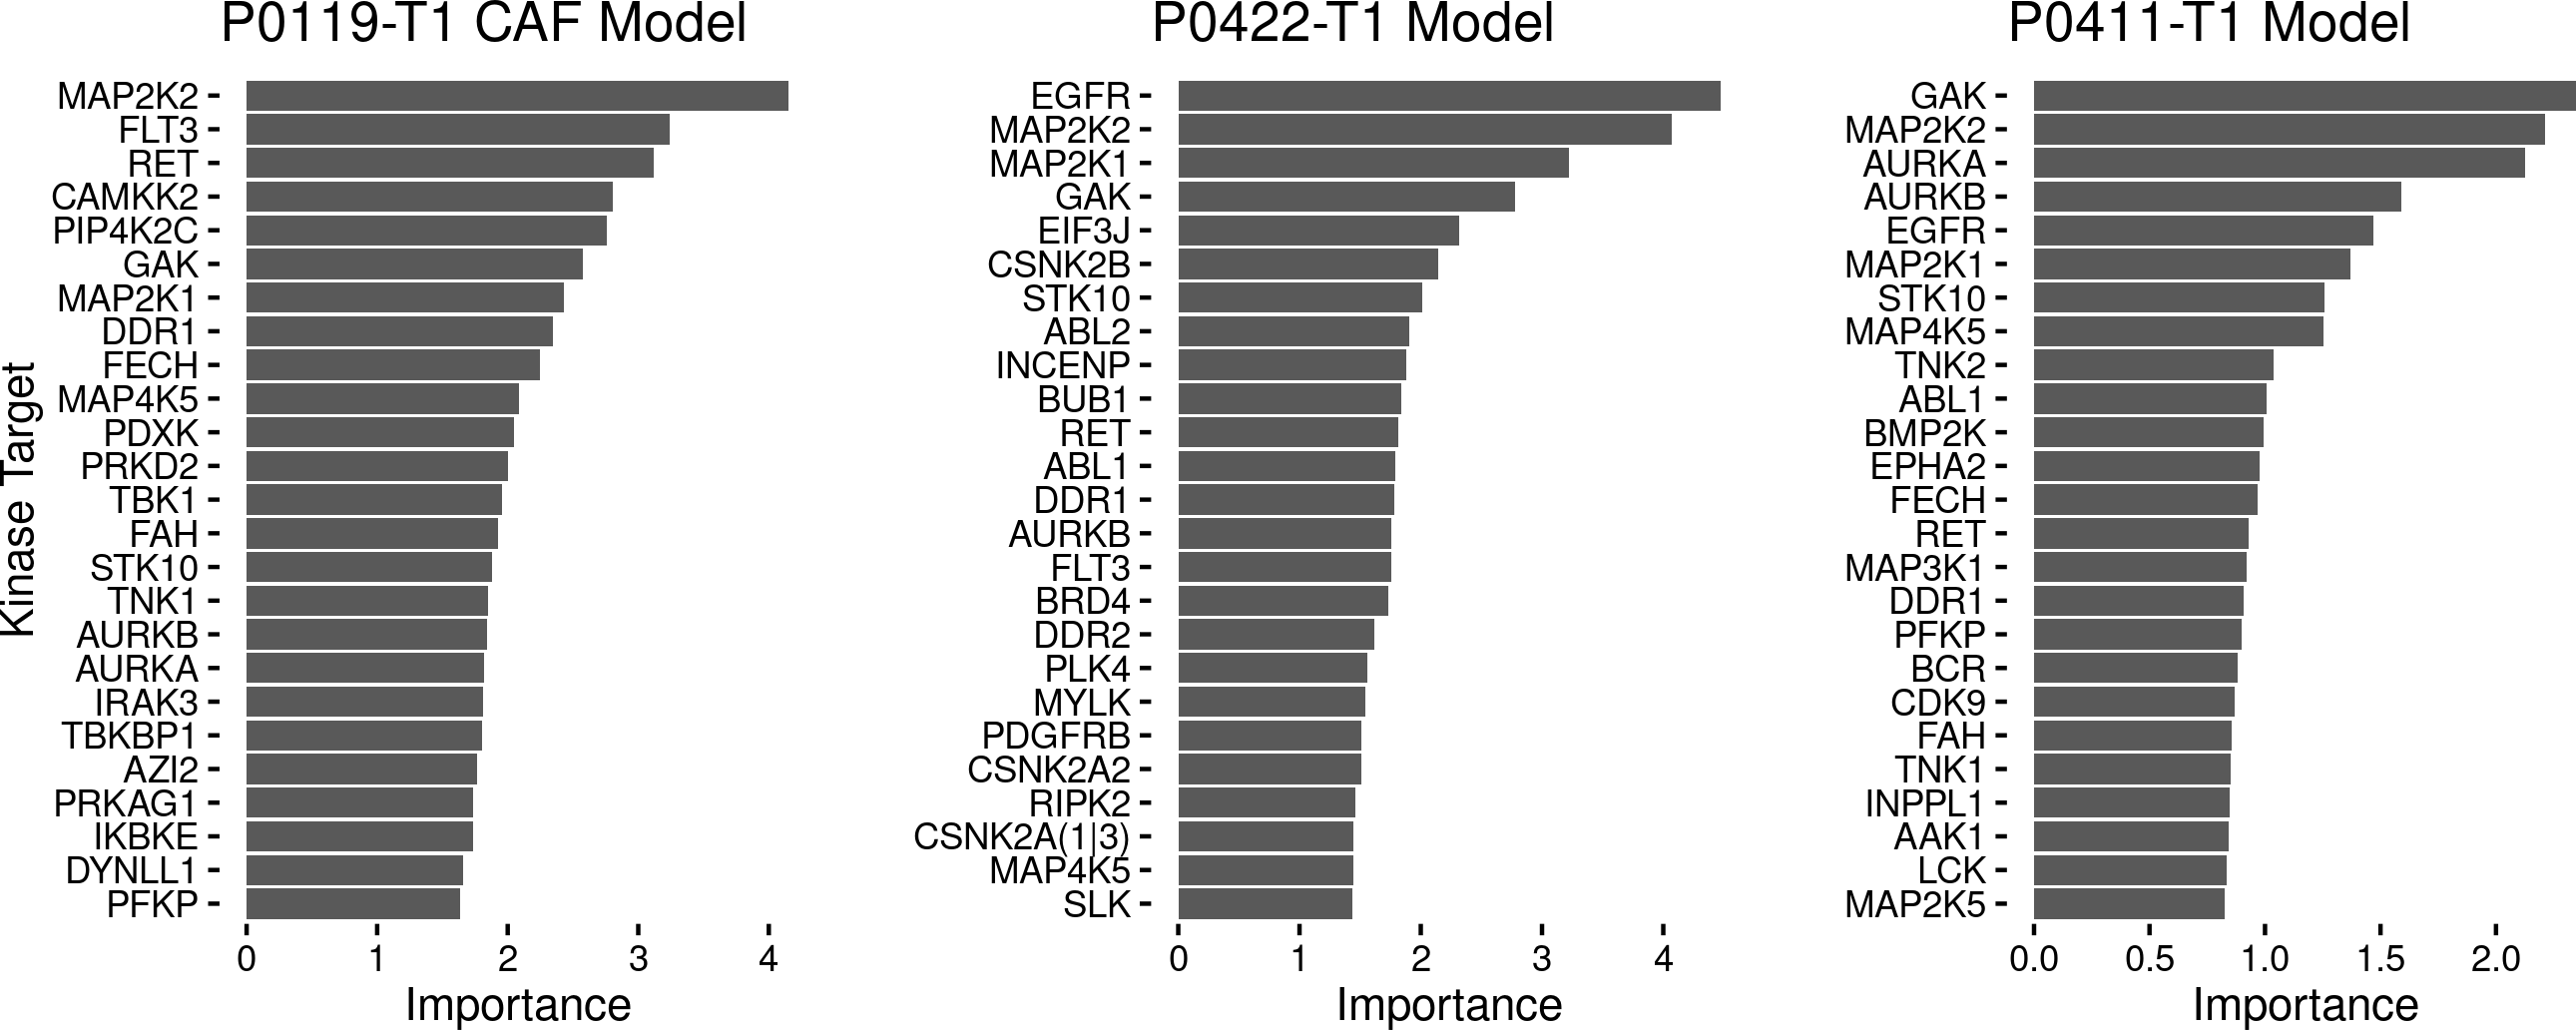 P0119-T1 CAF Model
Kinase Target
MAP2K2
FLT3
RET
CAMKK2
PIP4K2C
GAK
MAP2K1
DDR1
FECH
MAP4K5
PDXK
PRKD2
TBK1
FAH
STK10
TNK1
AURKB
AURKA
IRAK3
TBKBP1
AZI2
PRKAG1
IKBKE
DYNLL1
PFKP
0 1 2 3 4
Importance
P0422-T1 Model
EGFR
MAP2K2
MAP2K1
GAK
EIF3J
CSNK2B
STK10
ABL2
INCENP
BUB1
RET
ABL1
DDR1
AURKB
FLT3
BRD4
DDR2
PLK4
MYLK
PDGFRB
CSNK2A2
RIPK2
CSNK2A(1|3)
MAP4K5
SLK
0 1 2 3 4
Importance
P0411-T1 Model
GAK
MAP2K2
AURKA
AURKB
EGFR
MAP2K1
STK10
MAP4K5
TNK2
ABL1
BMP2K
EPHA2
FECH
RET
MAP3K1
DDR1
PFKP
BCR
CDK9
FAH
TNK1
INPPL1
AAK1
LCK
MAP2K5
0.0 0.5 1.0 1.5 2.0
Importance